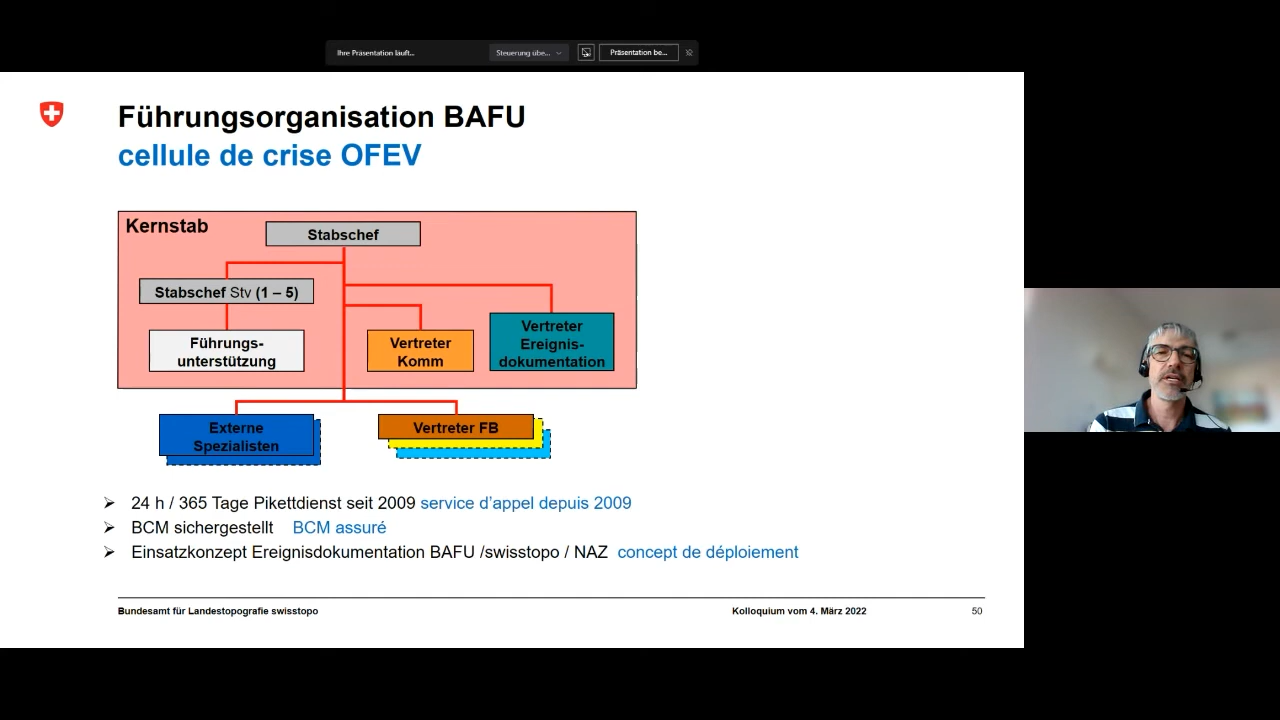 Ihre Präsentation läuft...
Steuerung übe...
Präsentation be...
Führungsorganisation BAFU
cellule de crise OFEV
Kernstab
Stabschef
Stabschef Stv (1 – 5)
Führungs-
unterstützung
Vertreter
Komm
Vertreter
Ereignis-
dokumentation
Externe
Spezialisten
Vertreter FB
24 h / 365 Tage Pikettdienst seit 2009 service d’appel depuis 2009
BCM sichergestellt BCM assuré
Einsatzkonzept Ereignisdokumentation BAFU /swisstopo / NAZ concept de déploiement
Bundesamt für Landestopografie swisstopo
Kolloquium vom 4. März 2022
50